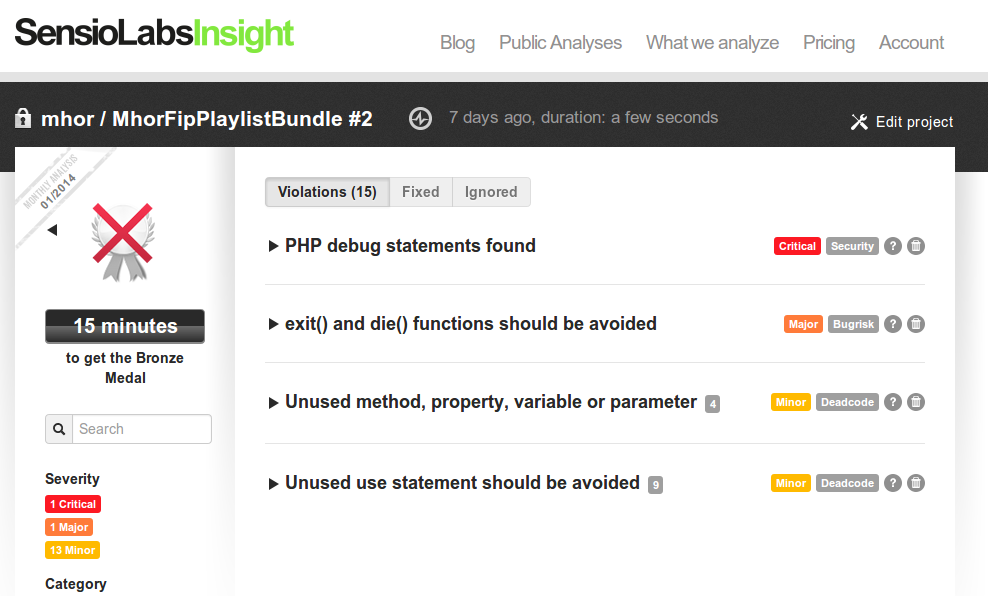 SensioLabsInsight
Blog Public Analyses What we analyze Pricing Account
mhor / MhorFipPlaylistBundle #2 7 days ago, duration: a few seconds Edit project
MONTHLY ANALYSIS
01/2014
15 minutes
to get the Bronze
Medal
Search
Severity
1 Critical
1 Major
13 Minor
Category
Violations (15) Fixed Ignored
PHP debug statements found Critical Security ?
exit() and die() functions should be avoided Major Bugrisk ?
Unused method, property, variable or parameter 4 Minor Deadcode ?
Unused use statement should be avoided 9 Minor Deadcode ?